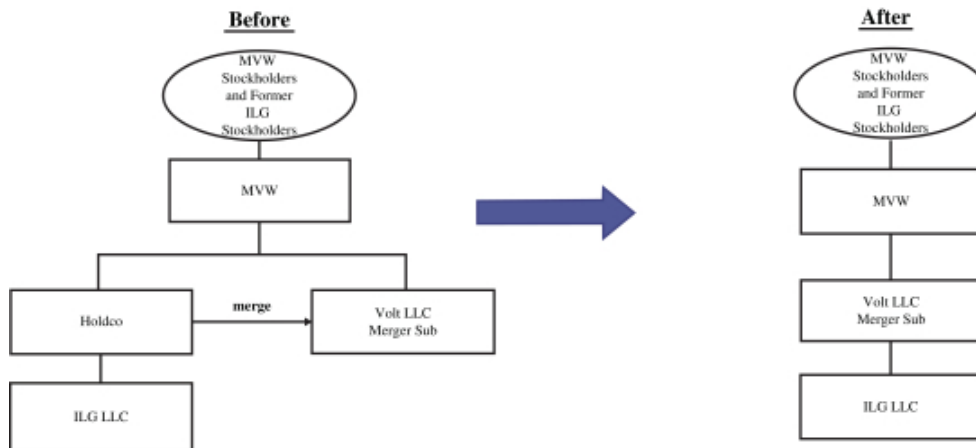 Before
MVW
Stockholders
and Former
ILG
Stockholders
MVW
Holdco
merge
Volt LLC
Merger Sub
ILG LLC
After
MVW
Stockholders
and Former
ILG
Stockholders
MVW
Volt LLC
Merger Sub
ILG LLC